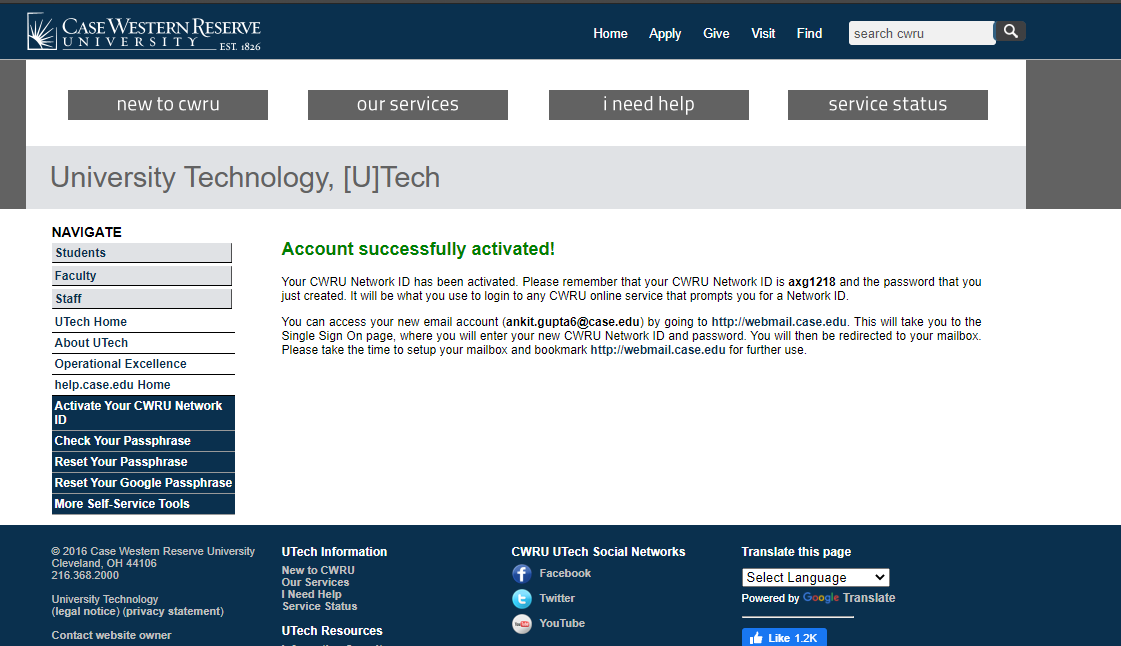 CASE WESTERN RESERVE
UNIVERSITY EST. 1826
Home Apply Give Visit Find search cwru
new to cwru our services i need help service status
University Technology, [U]Tech
NAVIGATE
Students
Faculty
Staff
UTech Home
About UTech
Operational Excellence
help.case.edu Home
Activate Your CWRU Network
ID
Check Your Passphrase
Reset Your Passphrase
Reset Your Google Passphrase
More Self-Service Tools
Account successfully activated!
Your CWRU Network ID has been activated. Please remember that your CWRU Network ID is axg1218 and the password that you
just created. It will be what you use to login to any CWRU online service that prompts you for a Network ID.
You can access your new email account (ankit.gupta6@case.edu) by going to http://webmail.case.edu. This will take you to the
Single Sign On page, where you will enter your new CWRU Network ID and password. You will then be redirected to your mailbox.
Please take the time to setup your mailbox and bookmark http://webmail.case.edu for further use.
© 2016 Case Western Reserve University
Cleveland, OH 44106
216.368.2000
University Technology
(legal notice) (privacy statement)
Contact website owner
UTech Information
New to CWRU
Our Services
I Need Help
Service Status
UTech Resources
CWRU UTech Social Networks
Facebook
Twitter
YouTube
Translate this page
Select Language
Powered by Google Translate
Like 1.2K